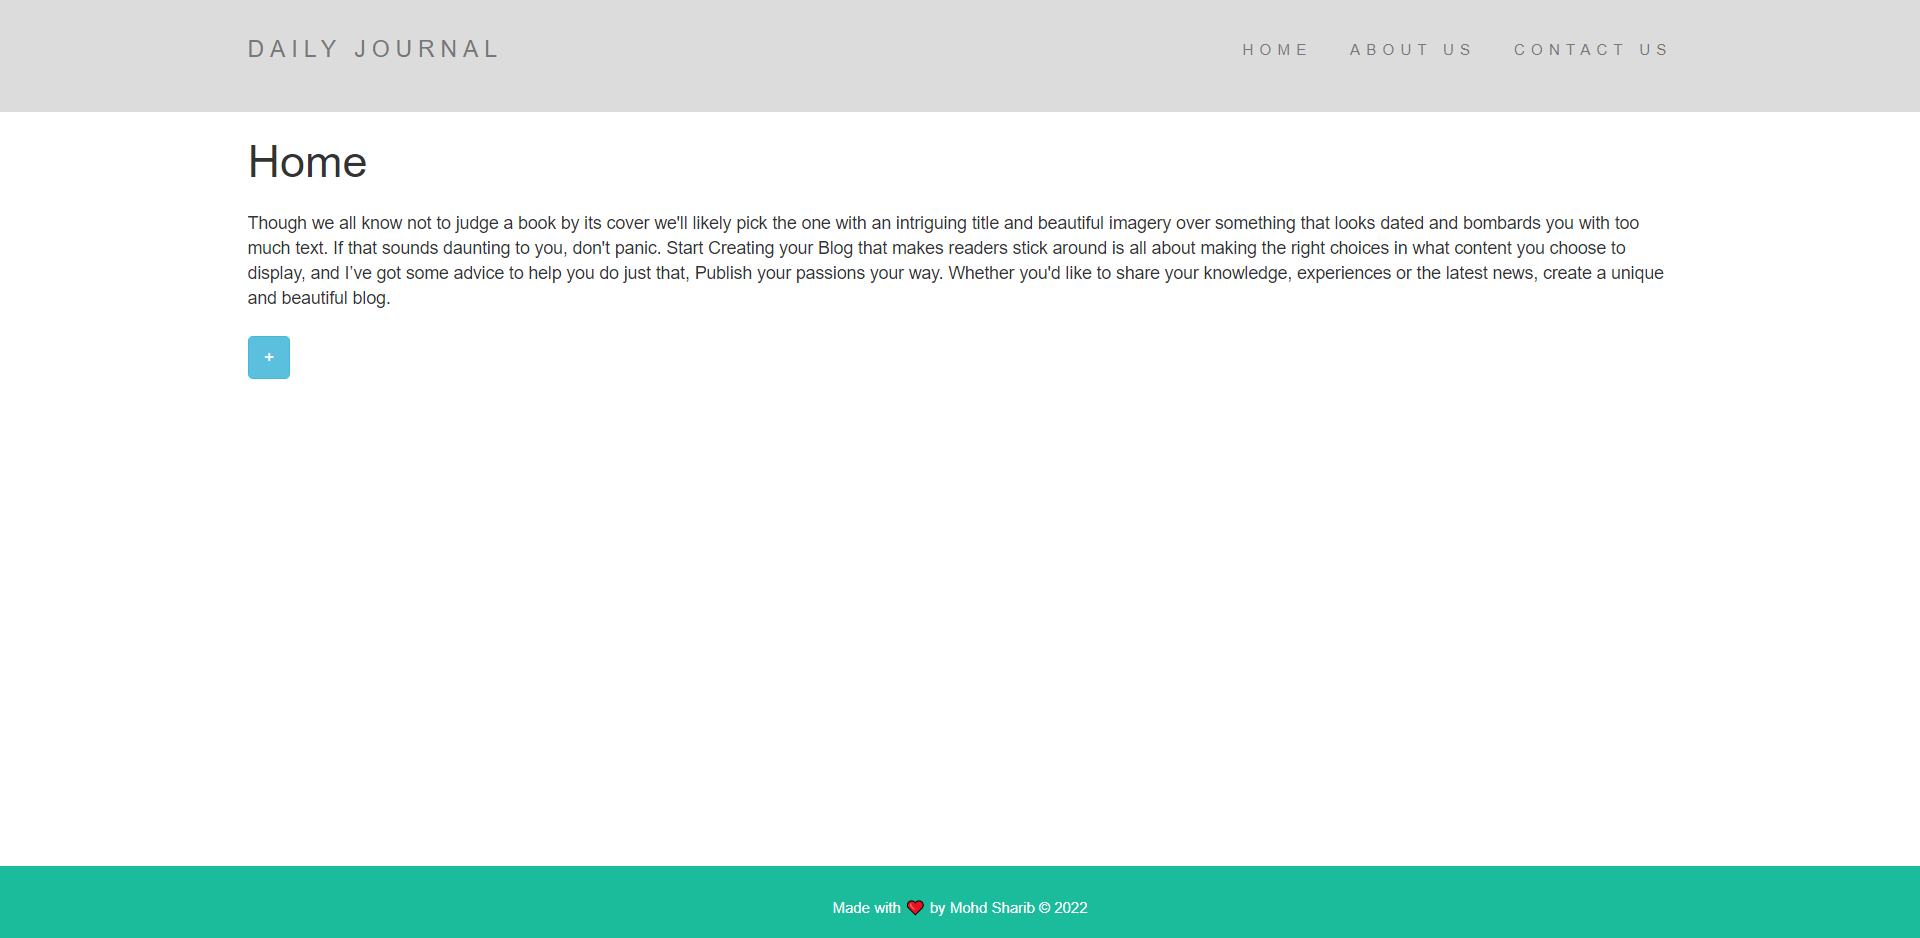 DAILY JOURNAL
HOME ABOUT US CONTACT US
Home
Though we all know not to judge a book by its cover we'll likely pick the one with an intriguing title and beautiful imagery over something that looks dated and bombards you with too
much text. If that sounds daunting to you, don't panic. Start Creating your Blog that makes readers stick around is all about making the right choices in what content you choose to
display, and I’ve got some advice to help you do just that, Publish your passions your way. Whether you'd like to share your knowledge, experiences or the latest news, create a unique
and beautiful blog.
+
Made with ❤ by Mohd Sharib © 2022